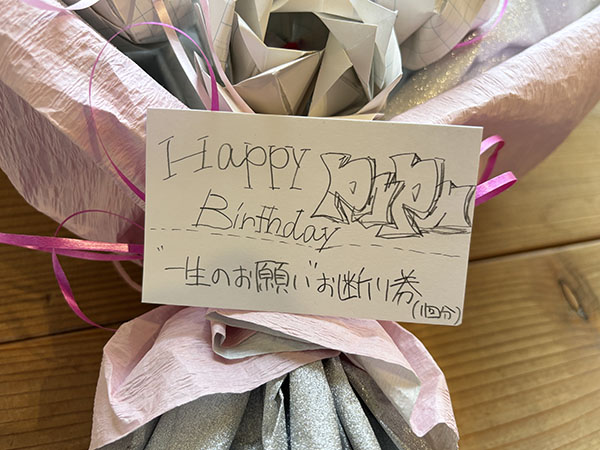 Happy
Birthday
"一生のお願い"お断り券
(1回分)